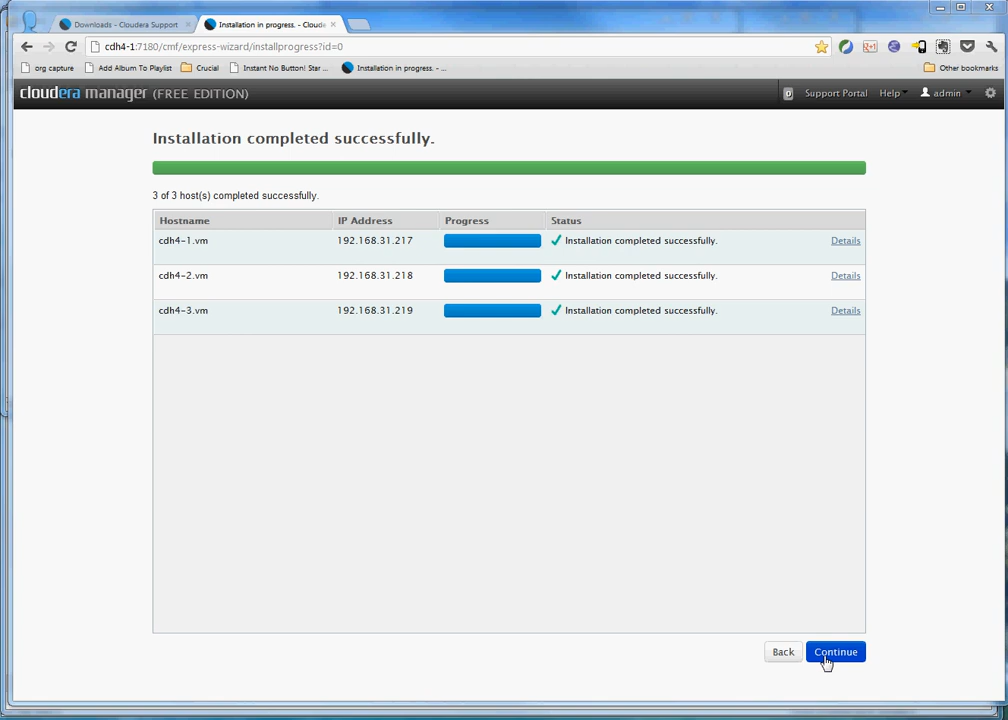 Downloads - Cloudera Support
Installation in progress. - Cloude
cdh4-1:7180/cmf/express-wizard/installprogress?id=0
org capture
Add Album To Playlist
Crucial
Instant No Button! Star ...
Installation in progress. - ...
Other bookmarks
cloudera manager (FREE EDITION)
Support Portal
Help
admin
Installation completed successfully.
3 of 3 host(s) completed successfully.
Hostname IP Address Progress Status
cdh4-1.vm 192.168.31.217 Installation completed successfully. Details
cdh4-2.vm 192.168.31.218 Installation completed successfully. Details
cdh4-3.vm 192.168.31.219 Installation completed successfully. Details
Back
Continue